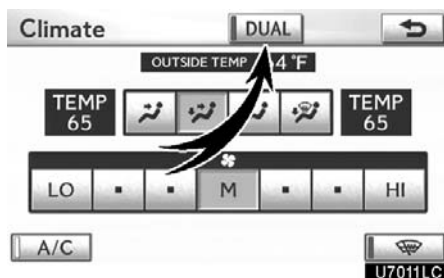 Climate
DUAL
OUTSIDE TEMP 4 °F
TEMP
65
TEMP
65
LO
M
HI
A/C
U7011LC